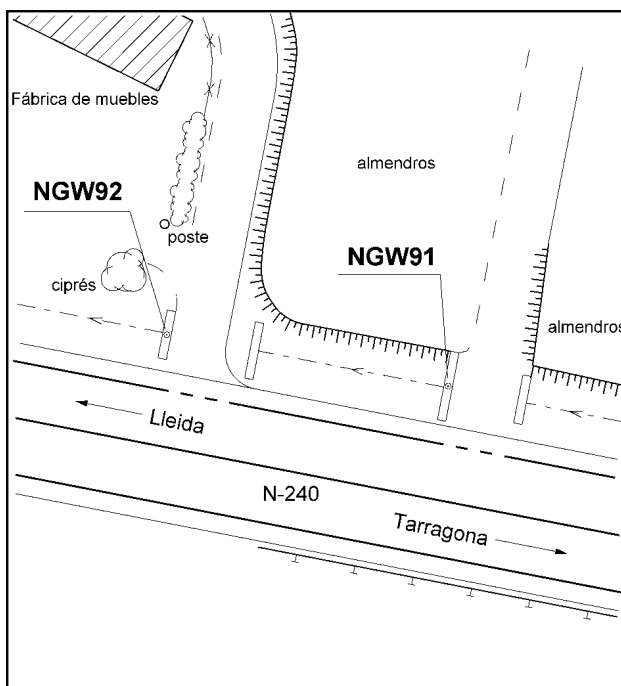 Fábrica de muebles
almendros
NGW92
poste
NGW91
ciprés
almendros
Lleida
N-240
Tarragona